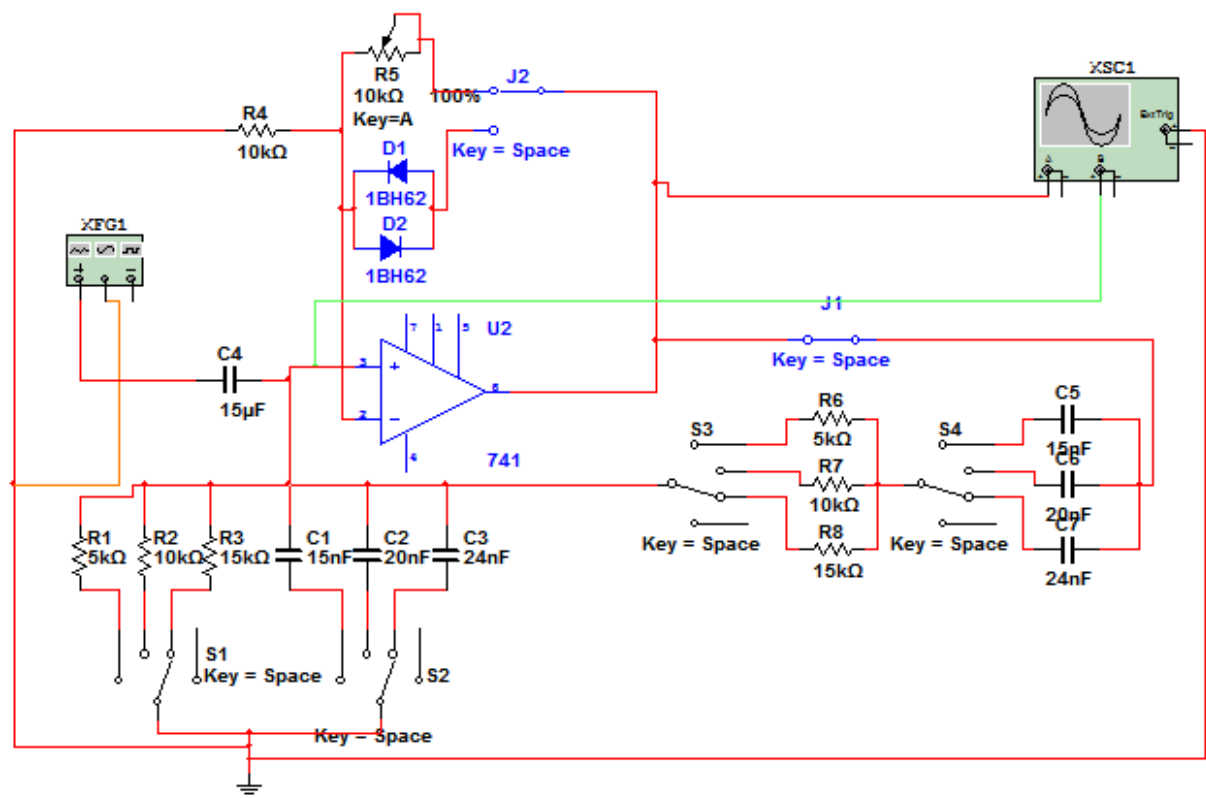 XSC1
Ext Trig
A
B
J2
R5
10kΩ
100%
Key=A
R4
10kΩ
Key = Space
D1
1BH62
D2
1BH62
XFG1
J1
Key = Space
7
1
5
U2
C4
15µF
3
2
6
4
741
R6
5kΩ
S3
R7
10kΩ
R8
15kΩ
Key = Space
S4
C5
15nF
C6
20nF
C7
24nF
Key = Space
R1
5kΩ
R2
10kΩ
R3
15kΩ
C1
15nF
C2
20nF
C3
24nF
S1
Key = Space
S2
Key = Space